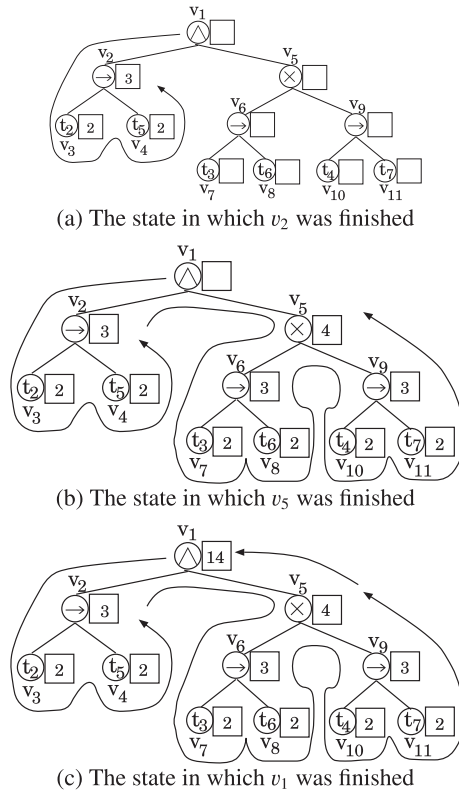 v1
∧
v2
→ 3
v5
×
v6
→
v9
→
t2 2
t5 2
v3
v4
t3
t6
t4
t7
v7
v8
v10
v11
(a) The state in which v2 was finished
v1
∧
v2
→ 3
v5
× 4
v6
→ 3
v9
→ 3
t2 2
t5 2
v3
v4
t3 2
t6 2
t4 2
t7 2
v7
v8
v10
v11
(b) The state in which v5 was finished
v1
∧ 14
v2
→ 3
v5
× 4
v6
→ 3
v9
→ 3
t2 2
t5 2
v3
v4
t3 2
t6 2
t4 2
t7 2
v7
v8
v10
v11
(c) The state in which v1 was finished